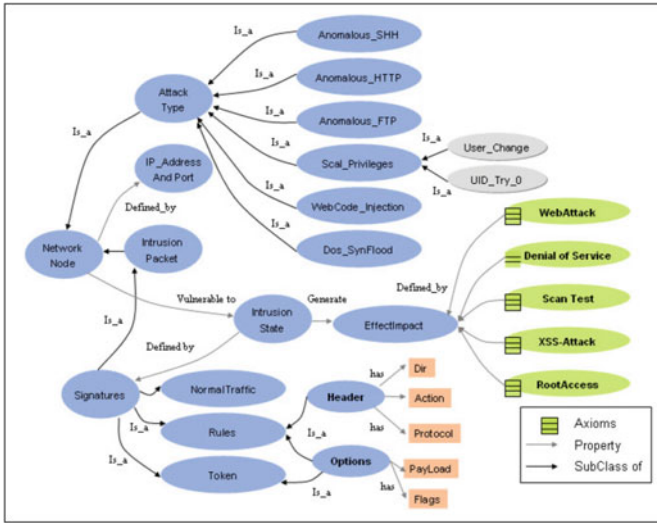 Is_a
Anomalous_SHH
Is_a
Anomalous_HTTP
Attack
Type
Is_a
Anomalous_FTP
Is_a
Is_a
User_Change
Is_a
Scal_Privileges
IP_Address
And Port
Is_a
UID_Try_0
Is_a
WebCode_Injection
Defined_by
WebAttack
Network
Node
Intrusion
Packet
Is_a
Dos_SynFlood
Denial of Service
Defined_by
Vulnerable to
Intrusion
State
Generate
EffectImpact
Scan Test
Is_a
Defined by
XSS-Attack
has
Dir
RootAccess
Signatures
NormalTraffic
Header
Action
Is_a
Rules
has
Protocol
Axioms
Is_a
Is_a
Options
PayLoad
Property
Token
Is_a
has
Flags
SubClass of